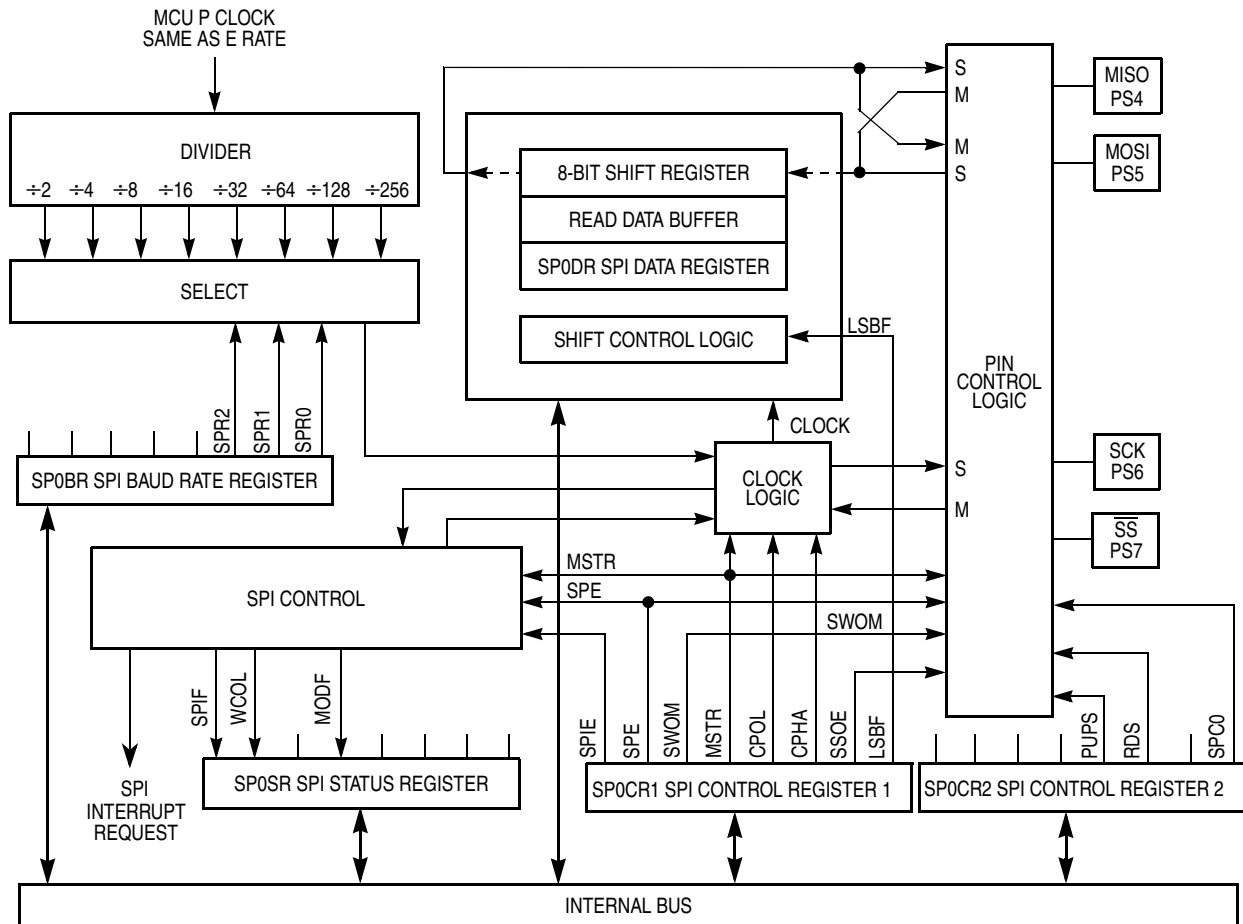 MCU P CLOCK
SAME AS E RATE
DIVIDER
÷2 ÷4 ÷8 ÷16 ÷32 ÷64 ÷128 ÷256
SELECT
SPR2
SPR1
SPR0
SP0BR SPI BAUD RATE REGISTER
8-BIT SHIFT REGISTER
READ DATA BUFFER
SP0DR SPI DATA REGISTER
SHIFT CONTROL LOGIC
LSBF
CLOCK
CLOCK
LOGIC
S
M
M
S
PIN
CONTROL
LOGIC
S
M
MISO
PS4
MOSI
PS5
SCK
PS6
S̅S̅
PS7
SPI CONTROL
MSTR
SPE
SWOM
SPIF
WCOL
MODF
SPI
INTERRUPT
REQUEST
SP0SR SPI STATUS REGISTER
SPIE
SPE
SWOM
MSTR
CPOL
CPHA
SSOE
LSBF
SP0CR1 SPI CONTROL REGISTER 1
PUPS
RDS
SPC0
SP0CR2 SPI CONTROL REGISTER 2
INTERNAL BUS